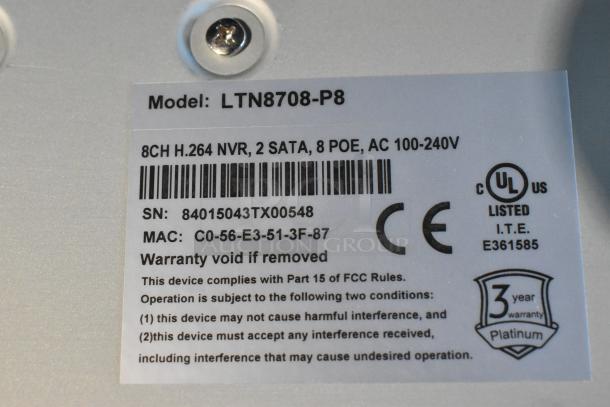 Model: LTN8708-P8
8CH H.264 NVR, 2 SATA, 8 POE, AC 100-240V
SN: 84015043TX00548
MAC: C0-56-E3-51-3F-87
Warranty void if removed
This device complies with Part 15 of FCC Rules.
Operation is subject to the following two conditions:
(1) this device may not cause harmful interference, and
(2)this device must accept any interference received,
including interference that may cause undesired operation.
CE
C UL US
LISTED
I.T.E.
E361585
3 year
warranty
Platinum
AUCTION GROUP